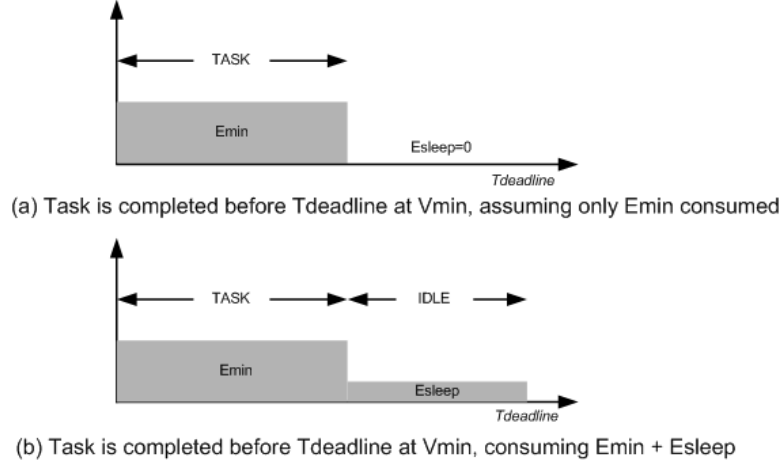 TASK
Emin
Esleep=0
Tdeadline
(a) Task is completed before Tdeadline at Vmin, assuming only Emin consumed
TASK IDLE
Emin
Esleep
Tdeadline
(b) Task is completed before Tdeadline at Vmin, consuming Emin + Esleep